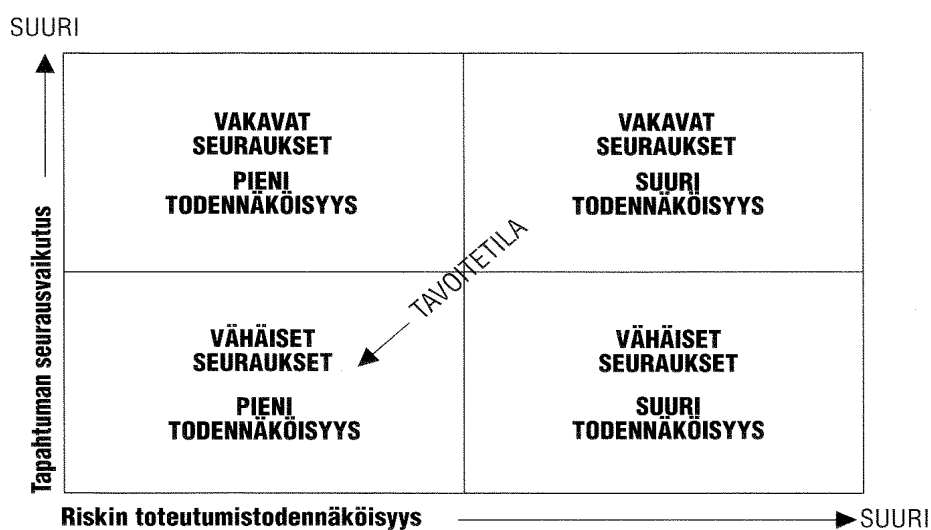 SUURI
VAKAVAT
SEURAUKSET
PIENI
TODENNÄKÖISYYS
VAKAVAT
SEURAUKSET
SUURI
TODENNÄKÖISYYS
TAVOITETILA
Tapahtuman seurausvaikutus
VÄHÄISET
SEURAUKSET
PIENI
TODENNÄKÖISYYS
VÄHÄISET
SEURAUKSET
SUURI
TODENNÄKÖISYYS
Riskin toteutumistodennäköisyys
SUURI